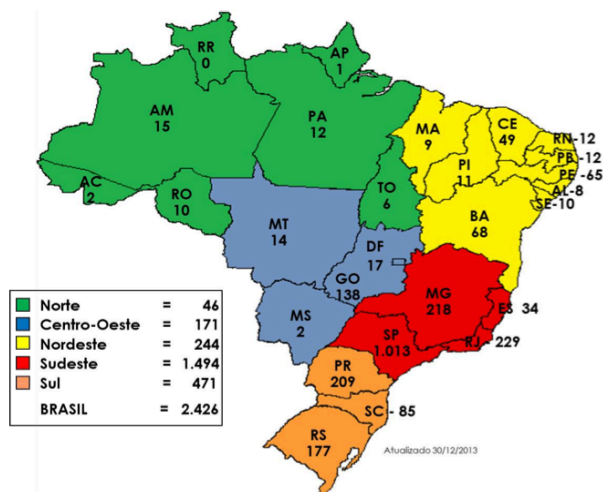 RR
0
AP
1
AM
15
PA
12
MA
9
CE
49
RN-12
PB-12
PE-65
AL-8
SE-10
PI
11
AC
2
RO
10
TO
6
BA
68
MT
14
DF
17
GO
138
MG
218
ES 34
MS
2
SP
1.013
RJ - 229
PR
209
SC - 85
RS
177
Norte = 46
Centro-Oeste = 171
Nordeste = 244
Sudeste = 1.494
Sul = 471
BRASIL = 2.426
Atualizado 30/12/2013